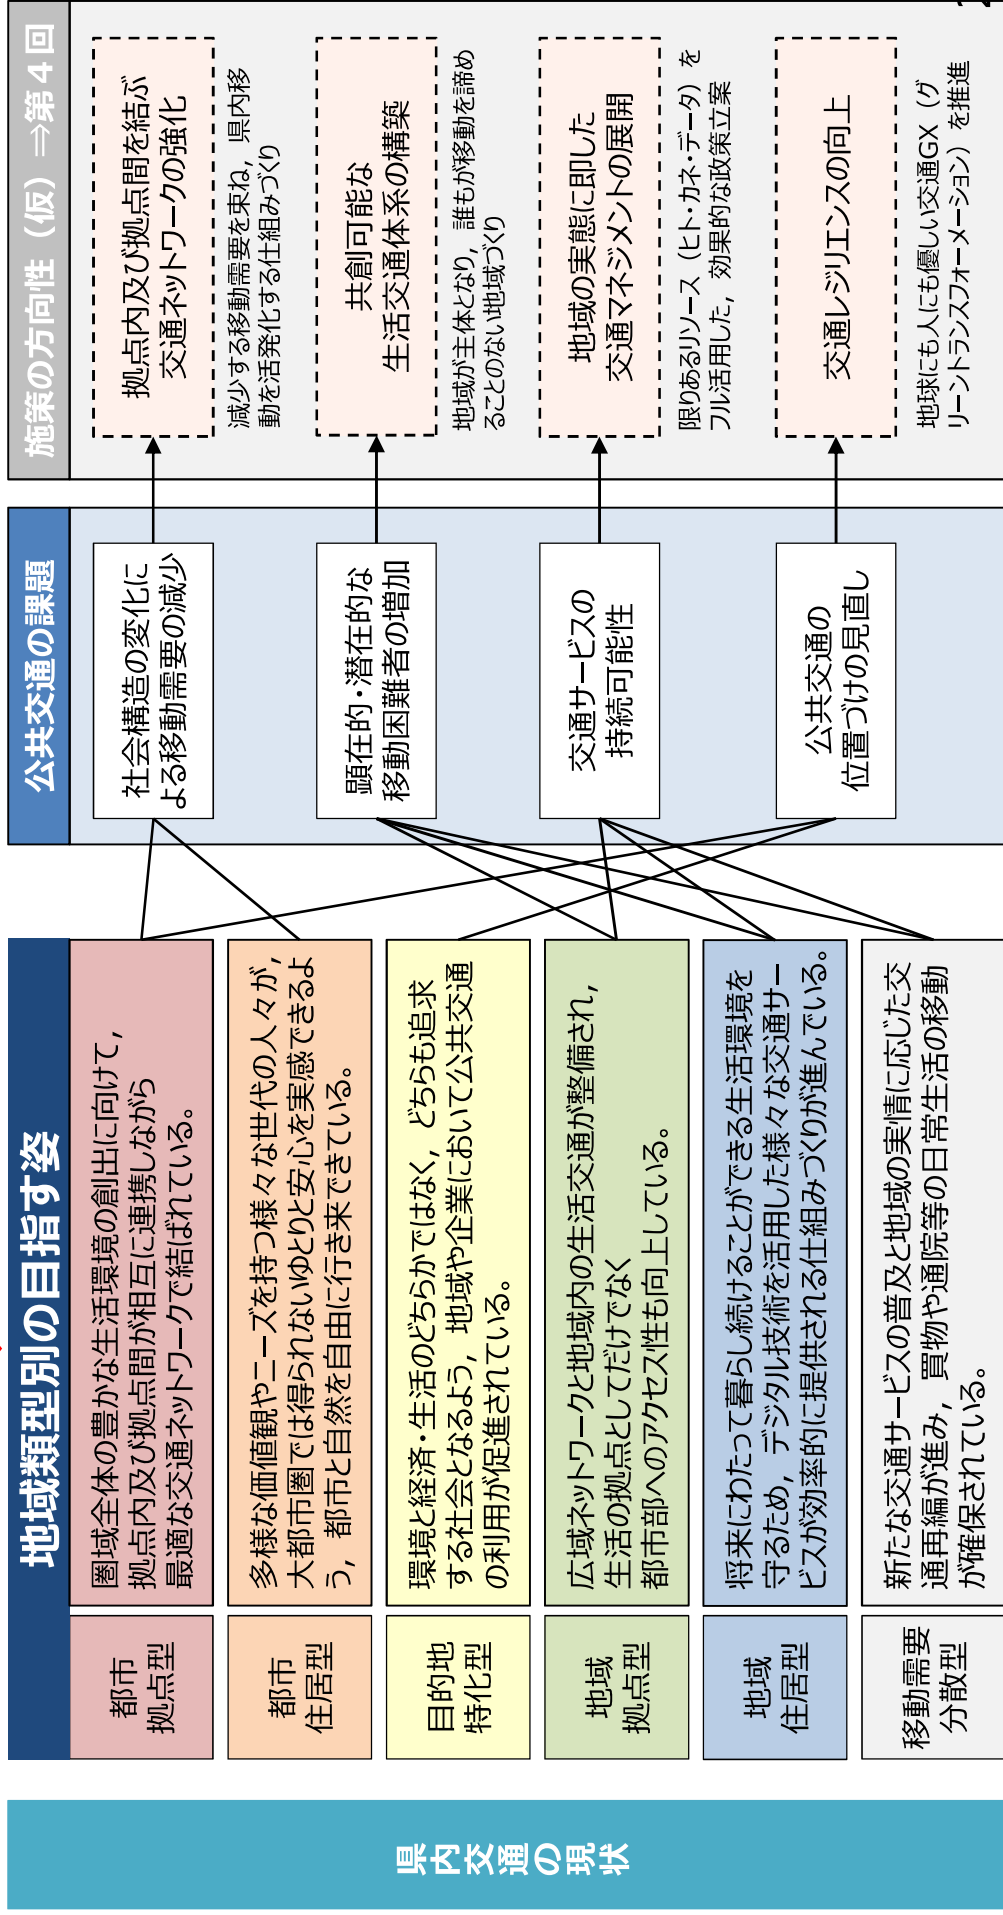 県内交通の現状
地域類型別の目指す姿
都市
拠点型
圏域全体の豊かな生活環境の創出に向けて，
拠点内及び拠点間が相互に連携しながら
最適な交通ネットワークで結ばれている。
都市
住居型
多様な価値観やニーズを持つ様々な世代の人々が，
大都市圏では得られないゆとりと安心を実感できるよ
う，都市と自然を自由に行き来できている。
目的地
特化型
環境と経済・生活のどちらかではなく，どちらも追求
する社会となるよう，地域や企業において公共交通
の利用が促進されている。
地域
拠点型
広域ネットワークと地域内の生活交通が整備され，
生活の拠点としてだけでなく
都市部へのアクセス性も向上している。
地域
住居型
将来にわたって暮らし続けることができる生活環境を
守るため，デジタル技術を活用した様々な交通サー
ビスが効率的に提供される仕組みづくりが進んでいる。
移動需要
分散型
新たな交通サービスの普及と地域の実情に応じた交
通再編が進み，買物や通院等の日常生活の移動
が確保されている。
公共交通の課題
社会構造の変化に
よる移動需要の減少
顕在的・潜在的な
移動困難者の増加
交通サービスの
持続可能性
公共交通の
位置づけの見直し
施策の方向性（仮）⇒第４回
拠点内及び拠点間を結ぶ
交通ネットワークの強化
減少する移動需要を束ね，県内移
動を活発化する仕組みづくり
共創可能な
生活交通体系の構築
地域が主体となり，誰もが移動を諦め
ることのない地域づくり
地域の実態に即した
交通マネジメントの展開
限りあるリソース（ヒト・カネ・データ）を
フル活用した，効果的な政策立案
交通レジリエンスの向上
地球にも人にも優しい交通GX（グ
リーントランスフォーメーション）を推進